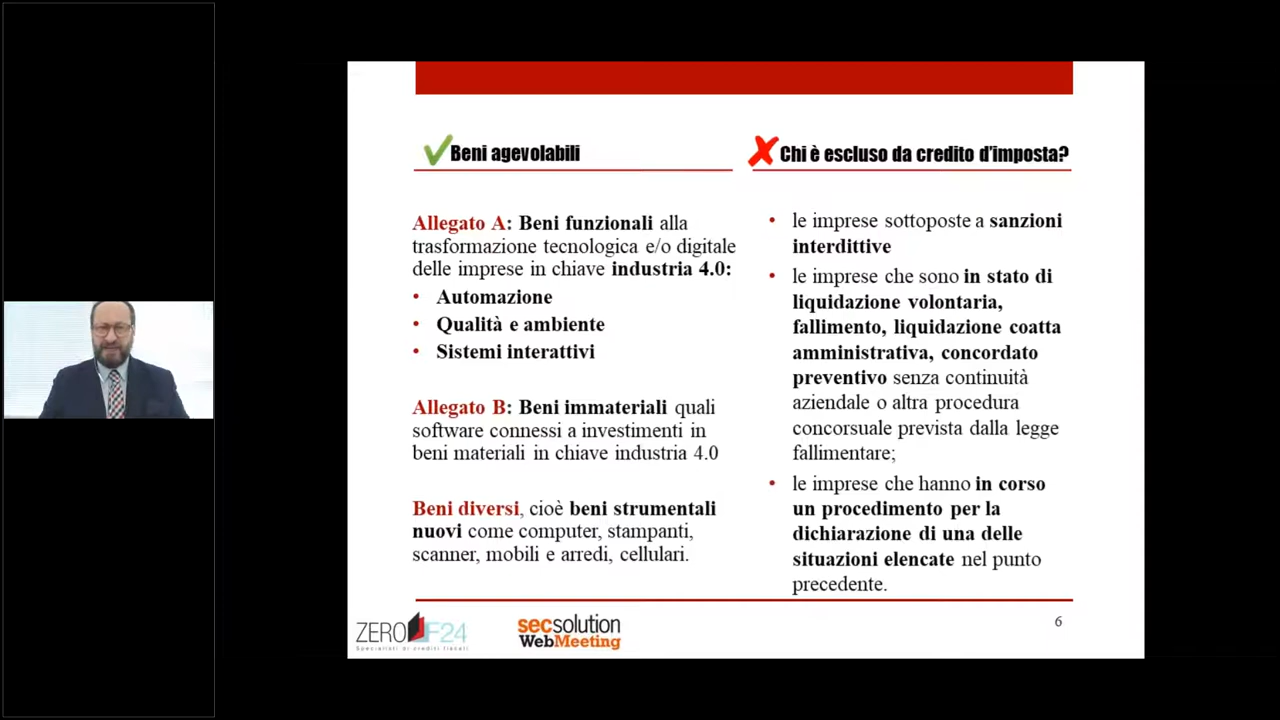 Beni agevolabili
Allegato A: Beni funzionali alla
trasformazione tecnologica e/o digitale
delle imprese in chiave industria 4.0:
• Automazione
• Qualità e ambiente
• Sistemi interattivi
Allegato B: Beni immateriali quali
software connessi a investimenti in
beni materiali in chiave industria 4.0
Beni diversi, cioè beni strumentali
nuovi come computer, stampanti,
scanner, mobili e arredi, cellulari.
Chi è escluso da credito d'imposta?
• le imprese sottoposte a sanzioni
interdittive
• le imprese che sono in stato di
liquidazione volontaria,
fallimento, liquidazione coatta
amministrativa, concordato
preventivo senza continuità
aziendale o altra procedura
concorsuale prevista dalla legge
fallimentare;
• le imprese che hanno in corso
un procedimento per la
dichiarazione di una delle
situazioni elencate nel punto
precedente.
ZERO F24
Specialisti di crediti fiscali
secsolution
WebMeeting
6